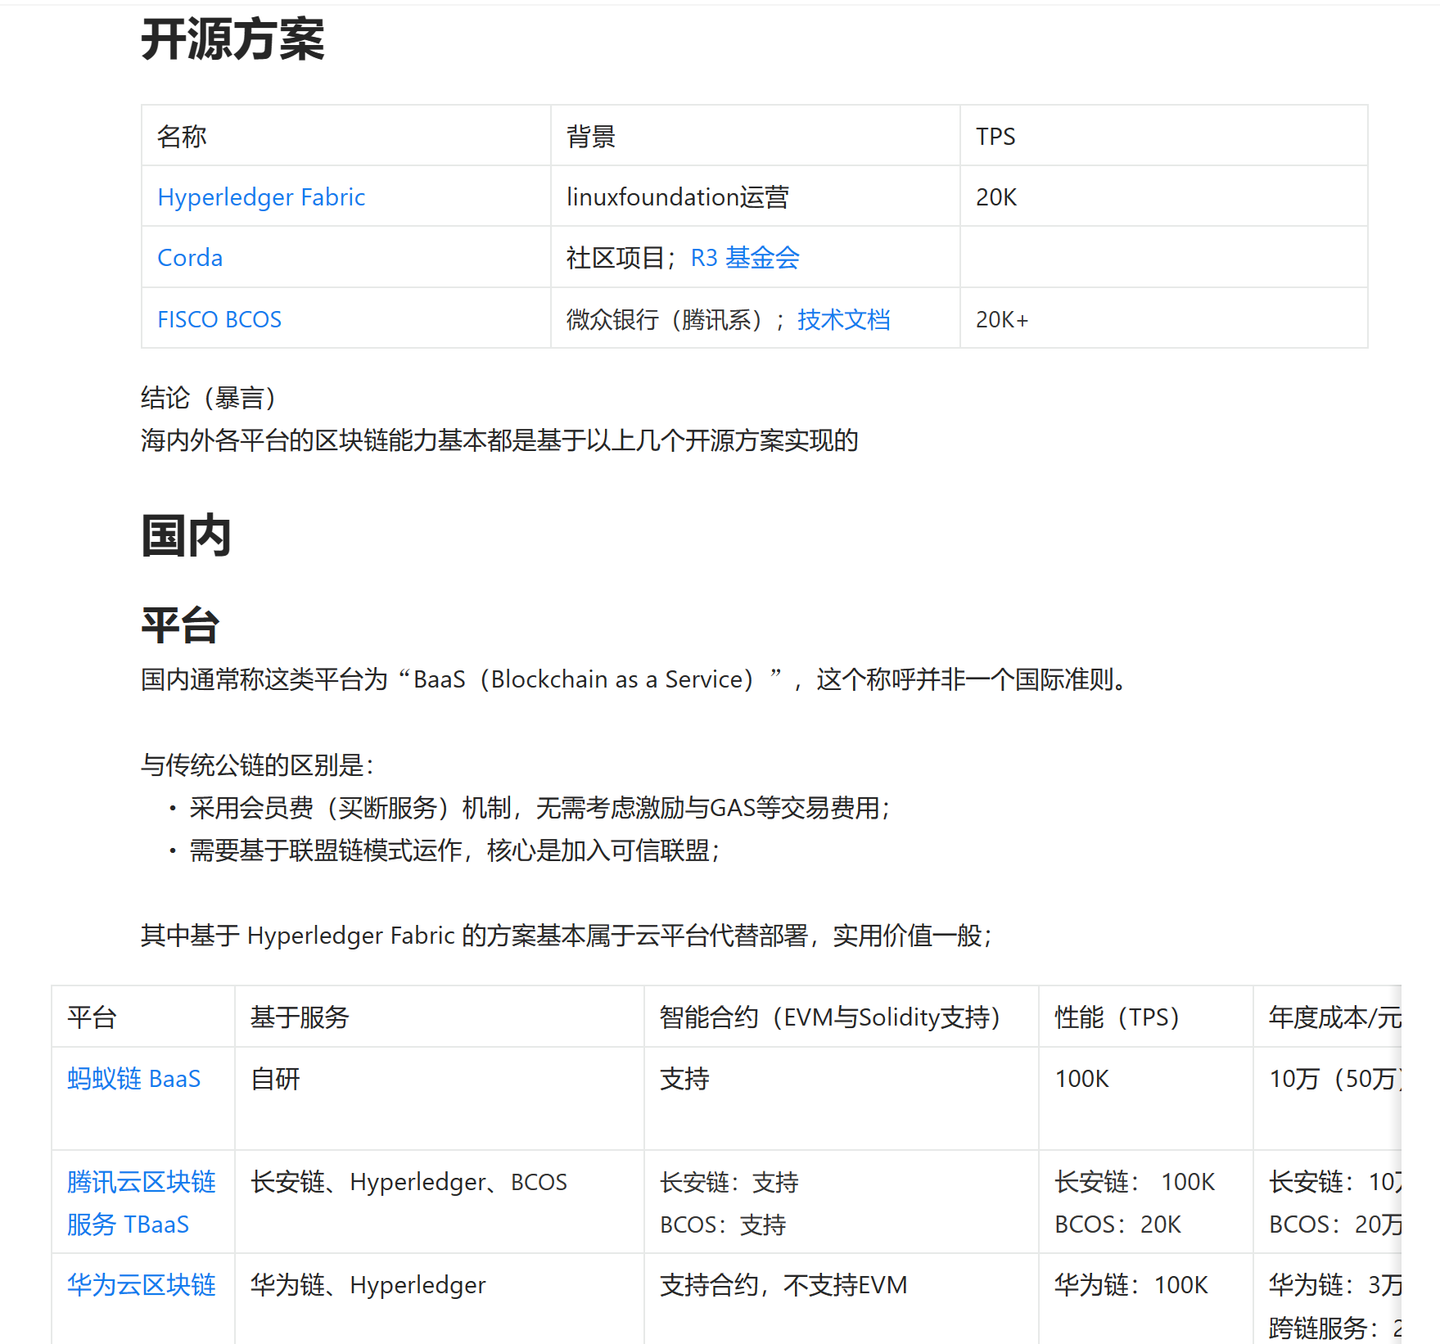 开源方案
名称 背景 TPS
Hyperledger Fabric linuxfoundation运营 20K
Corda 社区项目；R3 基金会
FISCO BCOS 微众银行（腾讯系）；技术文档 20K+
结论（暴言）
海内外各平台的区块链能力基本都是基于以上几个开源方案实现的
国内
平台
国内通常称这类平台为“BaaS（Blockchain as a Service）”，这个称呼并非一个国际准则。
与传统公链的区别是：
• 采用会员费（买断服务）机制，无需考虑激励与GAS等交易费用；
• 需要基于联盟链模式运作，核心是加入可信联盟；
其中基于 Hyperledger Fabric 的方案基本属于云平台代替部署，实用价值一般；
平台 基于服务 智能合约（EVM与Solidity支持） 性能（TPS） 年度成本/元
蚂蚁链 BaaS 自研 支持 100K 10万（50万）
腾讯云区块链 长安链、Hyperledger、BCOS 长安链：支持 长安链： 100K 长安链：10万
服务 TBaaS BCOS：支持 BCOS：20K BCOS：20万
华为云区块链 华为链、Hyperledger 支持合约，不支持EVM 华为链：100K 华为链：3万
跨链服务：